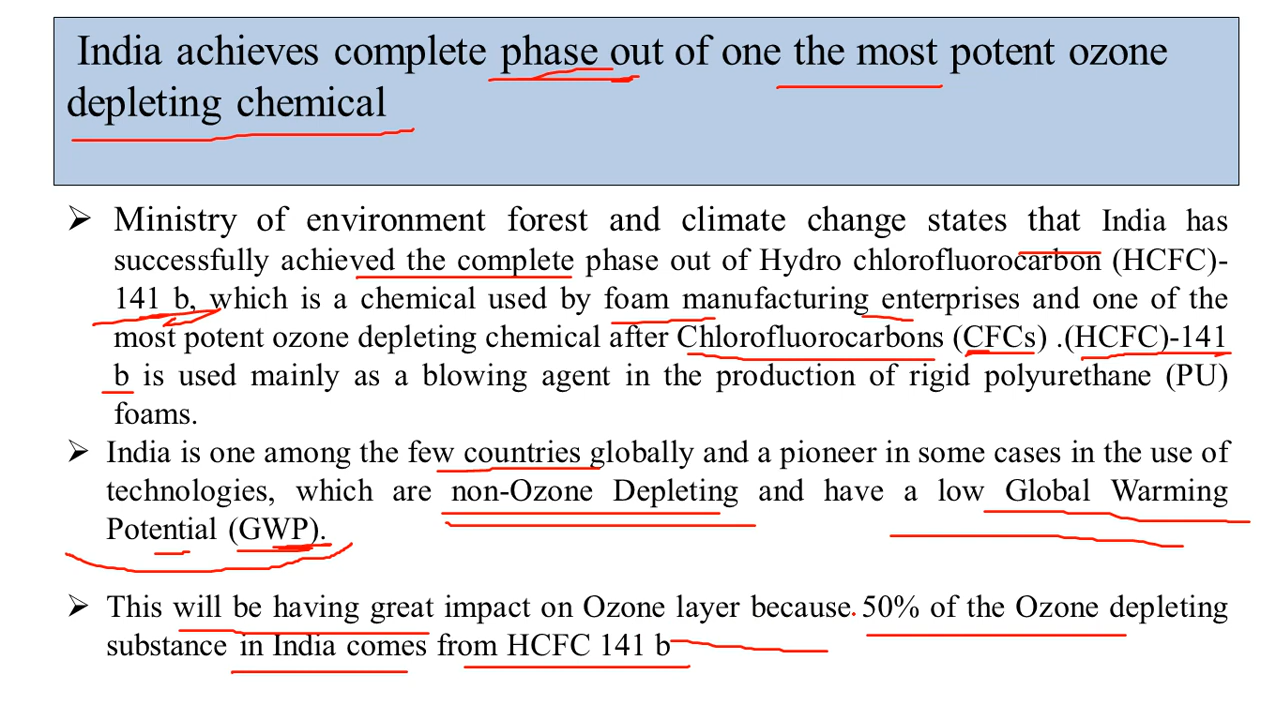 India achieves complete phase out of one the most potent ozone
depleting chemical
➢ Ministry of environment forest and climate change states that India has
successfully achieved the complete phase out of Hydro chlorofluorocarbon (HCFC)-
141 b, which is a chemical used by foam manufacturing enterprises and one of the
most potent ozone depleting chemical after Chlorofluorocarbons (CFCs) .(HCFC)-141
b is used mainly as a blowing agent in the production of rigid polyurethane (PU)
foams.
➢ India is one among the few countries globally and a pioneer in some cases in the use of
technologies, which are non-Ozone Depleting and have a low Global Warming
Potential (GWP).
➢ This will be having great impact on Ozone layer because 50% of the Ozone depleting
substance in India comes from HCFC 141 b